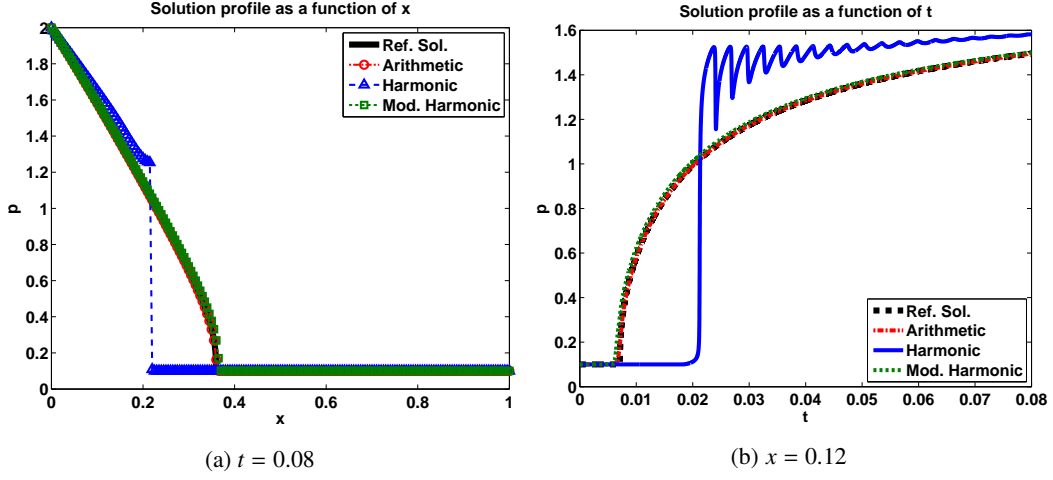 Solution profile as a function of x
2
1.8
1.6
1.4
1.2
1
0.8
0.6
0.4
0.2
0
p
Ref. Sol.
Arithmetic
Harmonic
Mod. Harmonic
0 0.2 0.4 0.6 0.8 1
x
(a) t = 0.08
Solution profile as a function of t
1.6
1.4
1.2
1
0.8
0.6
0.4
0.2
0
p
Ref. Sol.
Arithmetic
Harmonic
Mod. Harmonic
0 0.01 0.02 0.03 0.04 0.05 0.06 0.07 0.08
t
(b) x = 0.12